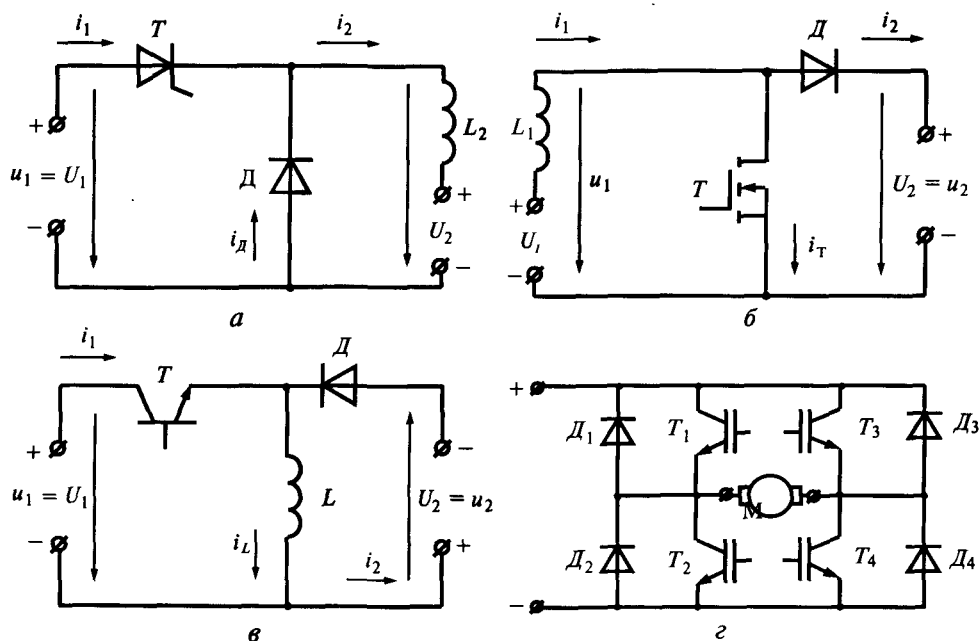 i₁ T i₂
+ L₂
u₁ = U₁ Д +
− i_Д U₂ −
а
i₁ Д i₂
L₁ u₁ +
+ T U₂ = u₂
U₁
− i_т −
б
i₁ T Д
+ −
u₁ = U₁ L U₂ = u₂
− i_L i₂ +
в
+
Д₁ T₁ T₃ Д₃
М
Д₂ T₂ T₄ Д₄
−
г